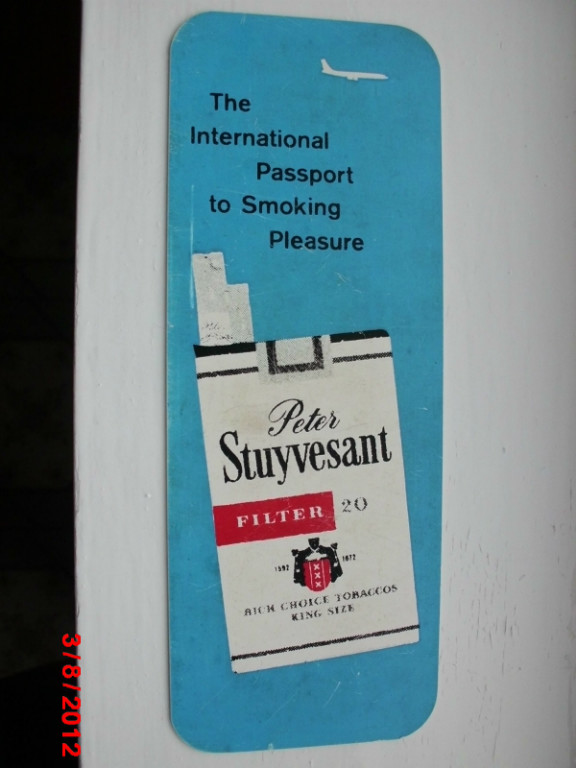 The
International
Passport
to Smoking
Pleasure
Peter
Stuyvesant
FILTER 20
1592 1672
RICH CHOICE TOBACCOS
KING SIZE
3/8/2012